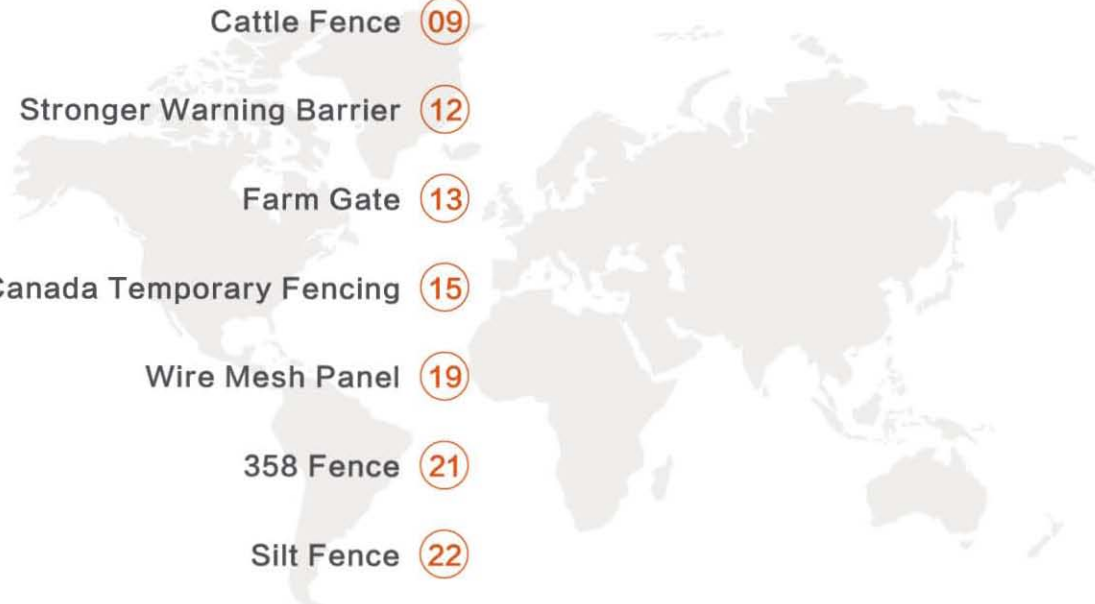 Cattle Fence 09
Stronger Warning Barrier 12
Farm Gate 13
Canada Temporary Fencing 15
Wire Mesh Panel 19
358 Fence 21
Silt Fence 22